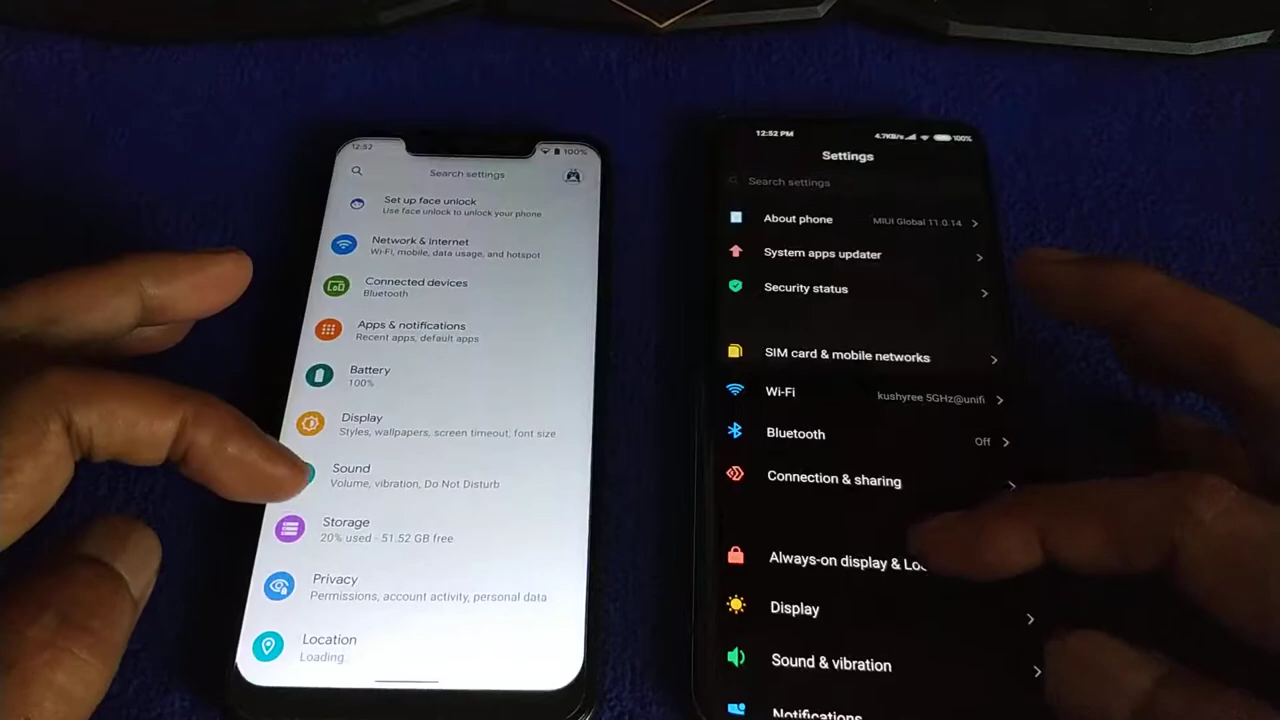 12:52
100%
Search settings
Set up face unlock
Use face unlock to unlock your phone
Network & internet
Wi-Fi, mobile, data usage, and hotspot
Connected devices
Bluetooth
Apps & notifications
Recent apps, default apps
Battery
100%
Display
Styles, wallpapers, screen timeout, font size
Sound
Volume, vibration, Do Not Disturb
Storage
20% used - 51.52 GB free
Privacy
Permissions, account activity, personal data
Location
Loading
12:52 PM
4.7KB/s
100%
Settings
Search settings
About phone
MIUI Global 11.0.14
System apps updater
Security status
SIM card & mobile networks
Wi-Fi
kushyree 5GHz@unifi
Bluetooth
Off
Connection & sharing
Always-on display &
Display
Sound & vibration
Notifications